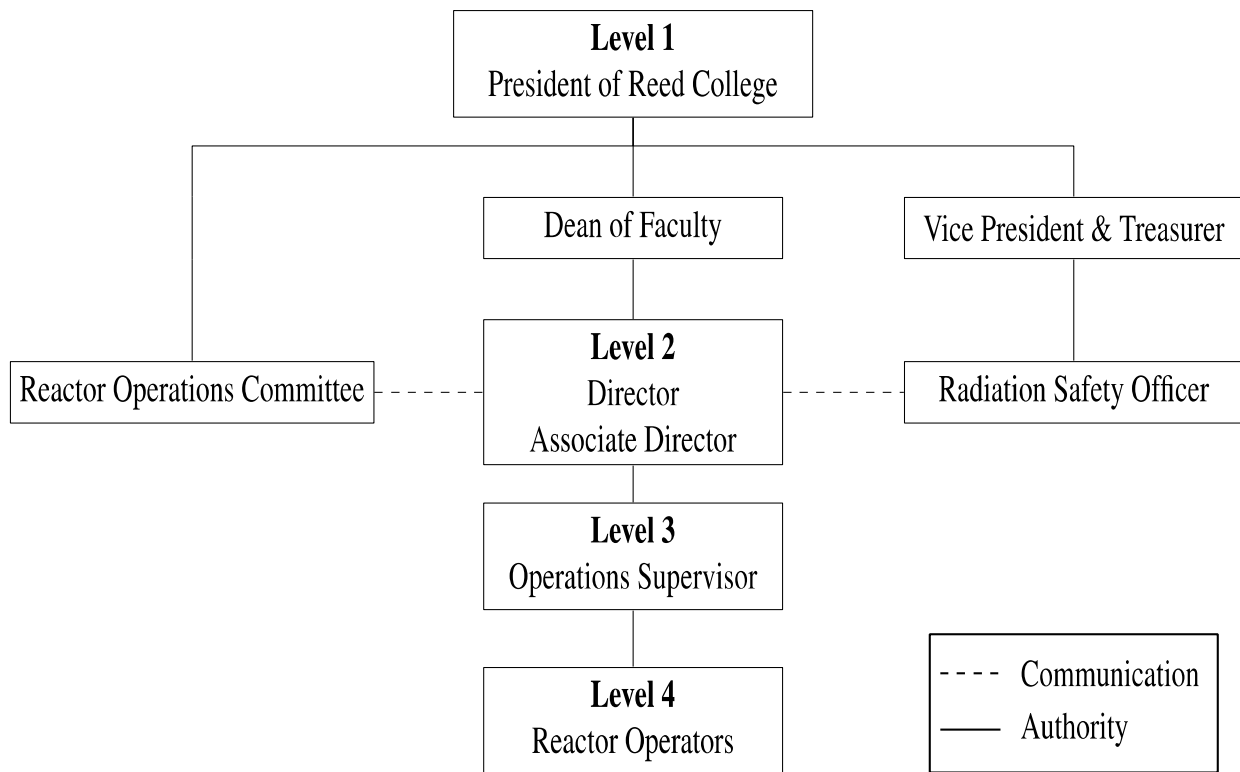 Level 1
President of Reed College
Dean of Faculty
Vice President & Treasurer
Level 2
Director
Associate Director
Reactor Operations Committee
Radiation Safety Officer
Level 3
Operations Supervisor
Level 4
Reactor Operators
Communication
Authority